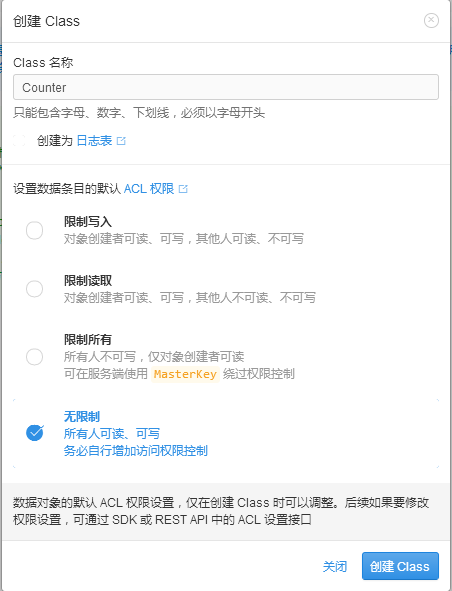 创建 Class
Class 名称
Counter
只能包含字母、数字、下划线，必须以字母开头
创建为 日志表
设置数据条目的默认 ACL 权限
限制写入
对象创建者可读、可写，其他人可读、不可写
限制读取
对象创建者可读、可写，其他人不可读、不可写
限制所有
所有人不可写，仅对象创建者可读
可在服务端使用 MasterKey 绕过权限控制
无限制
所有人可读、可写
务必自行增加访问权限控制
数据对象的默认 ACL 权限设置，仅在创建 Class 时可以调整。后续如果要修改
权限设置，可通过 SDK 或 REST API 中的 ACL 设置接口
关闭 创建 Class